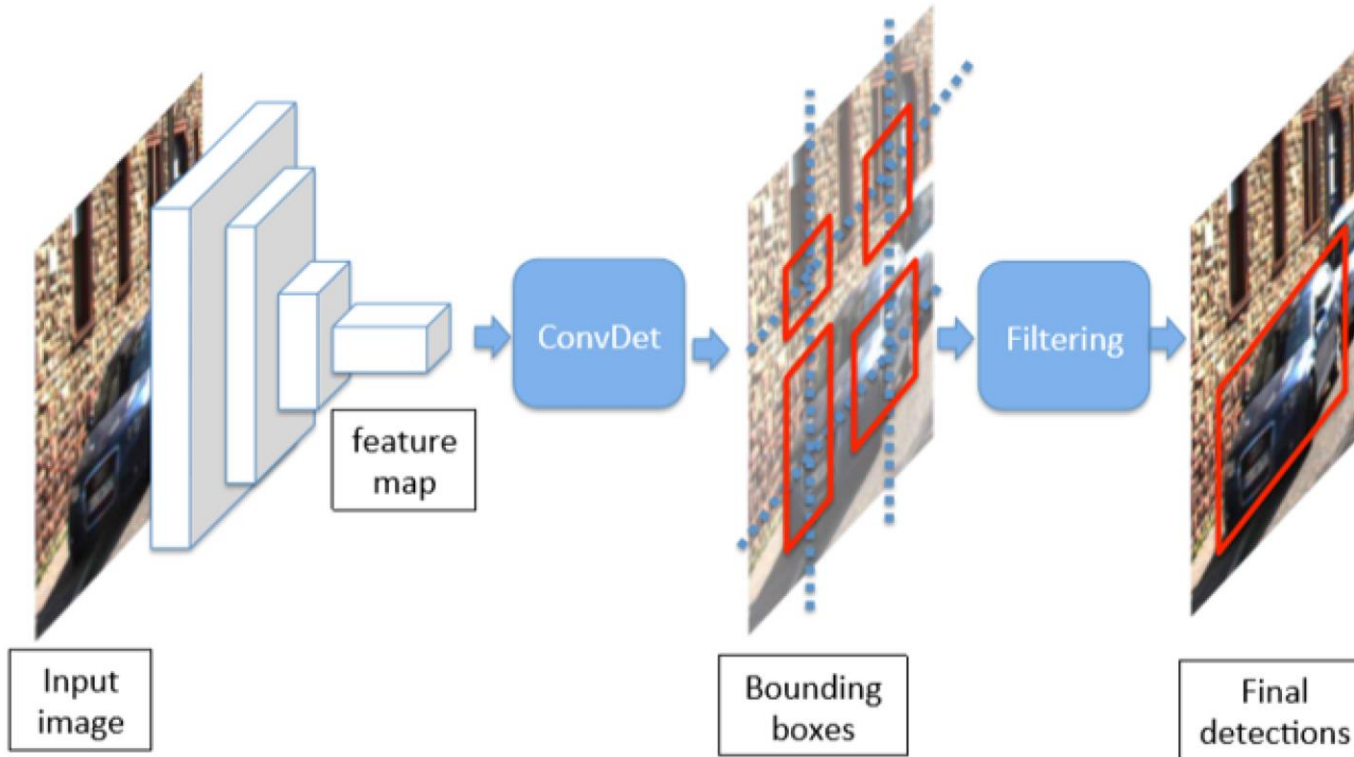 feature
map
ConvDet
Filtering
Input
image
Bounding
boxes
Final
detections